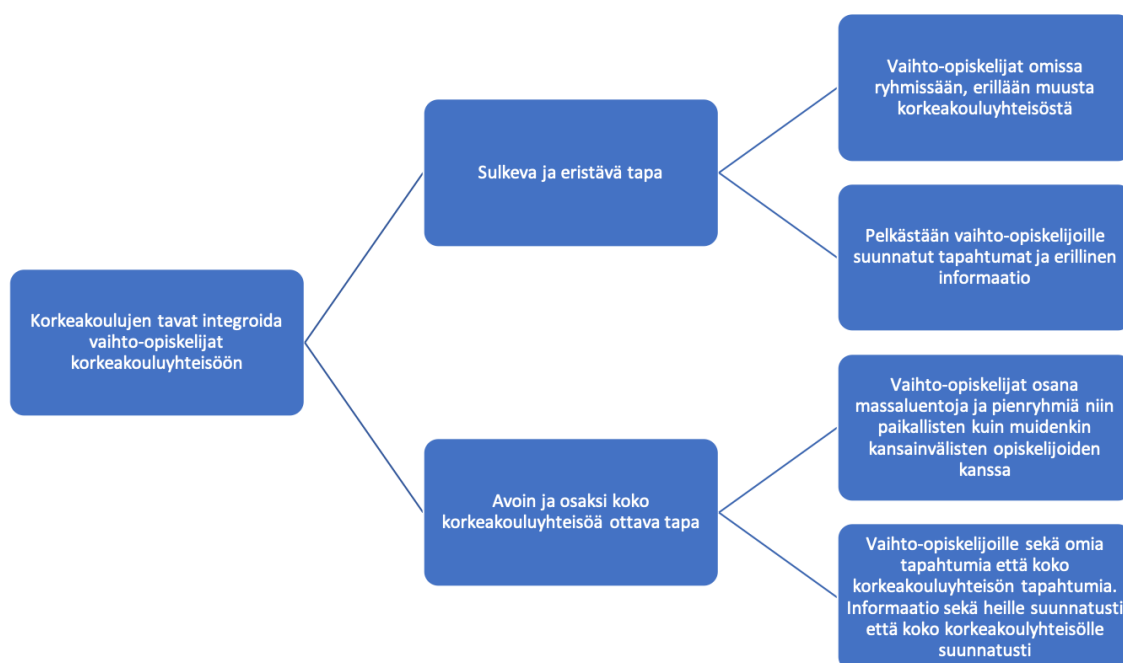 Korkeakoulujen tavat integroida
vaihto-opiskelijat
korkeakouluyhteisöön
Sulkeva ja eristävä tapa
Vaihto-opiskelijat omissa
ryhmissään, erillään muusta
korkeakouluyhteisöstä
Pelkästään vaihto-opiskelijoille
suunnatut tapahtumat ja erillinen
informaatio
Avoin ja osaksi koko
korkeakouluyhteisöä ottava tapa
Vaihto-opiskelijat osana
massaluentoja ja pienryhmiä niin
paikallisten kuin muidenkin
kansainvälisten opiskelijoiden
kanssa
Vaihto-opiskelijoille sekä omia
tapahtumia että koko
korkeakouluyhteisön tapahtumia.
Informaatio sekä heille suunnatusti
että koko korkeakoulyhteisölle
suunnatusti